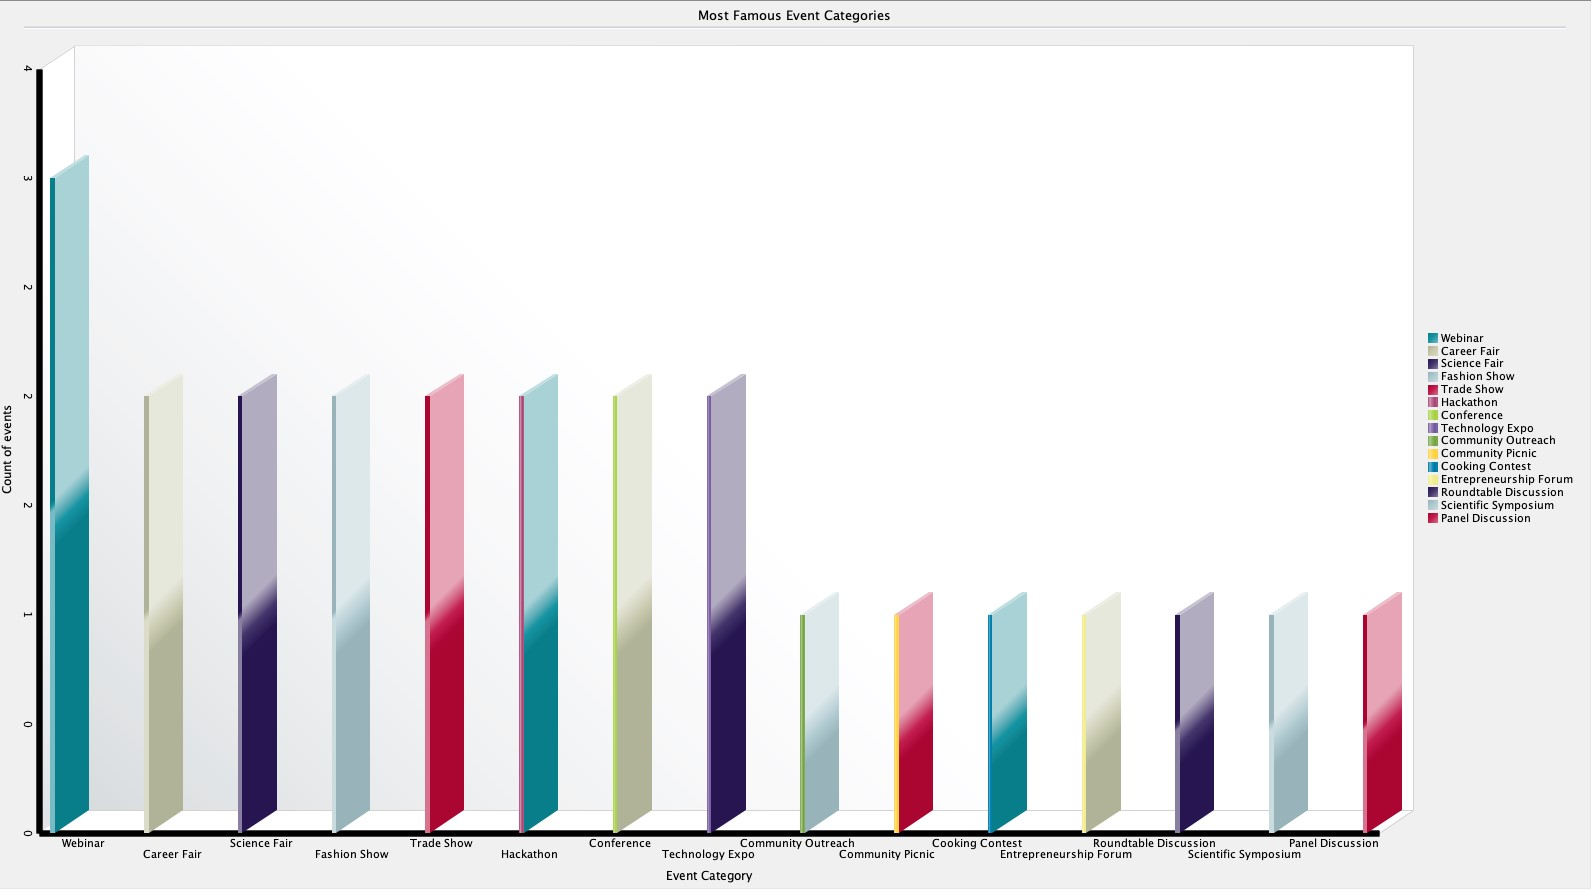 Most Famous Event Categories
4
3
2
2
2
1
0
0
Count of events
Webinar
Career Fair
Science Fair
Fashion Show
Trade Show
Hackathon
Conference
Technology Expo
Community Outreach
Community Picnic
Cooking Contest
Entrepreneurship Forum
Roundtable Discussion
Scientific Symposium
Panel Discussion
Event Category
Webinar
Career Fair
Science Fair
Fashion Show
Trade Show
Hackathon
Conference
Technology Expo
Community Outreach
Community Picnic
Cooking Contest
Entrepreneurship Forum
Roundtable Discussion
Scientific Symposium
Panel Discussion